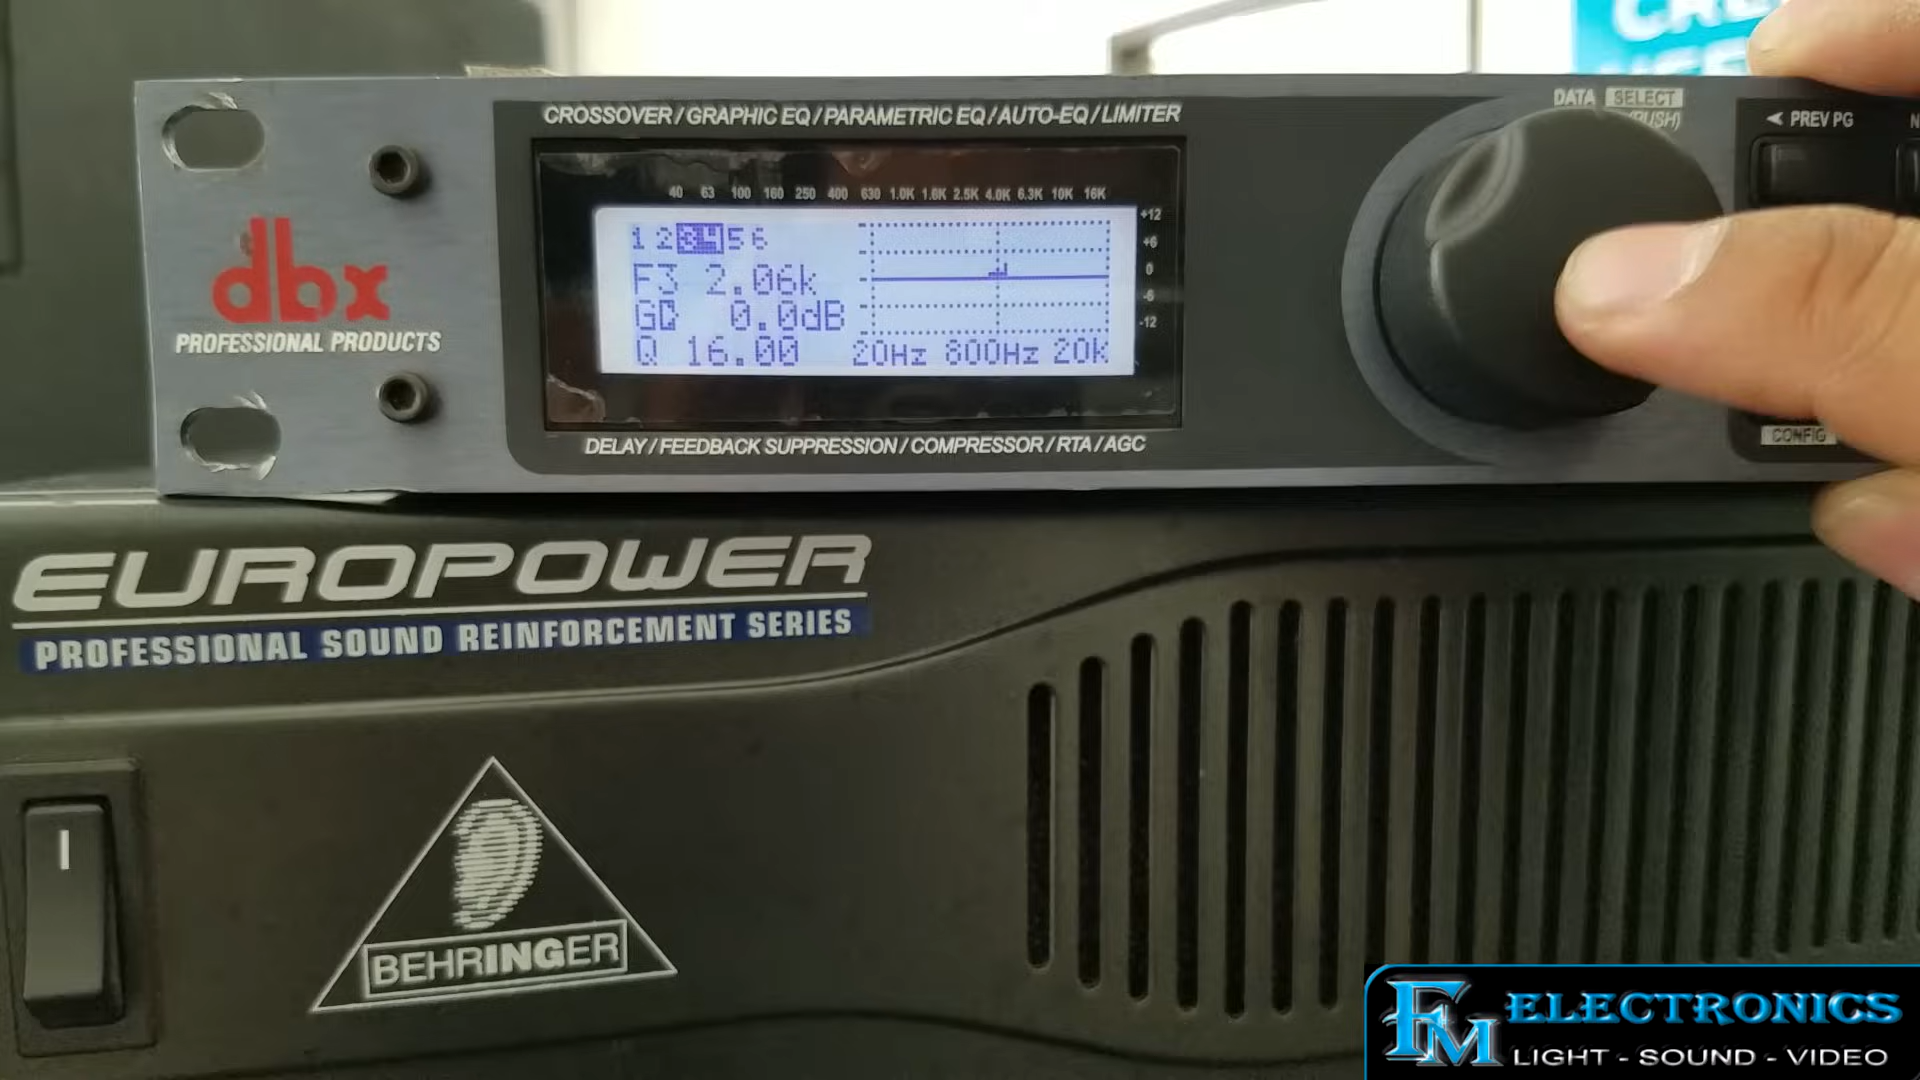 CROSSOVER / GRAPHIC EQ / PARAMETRIC EQ / AUTO-EQ / LIMITER
DATA SELECT
(PUSH)
◄ PREV PG
40 63 100 160 250 400 630 1.0K 1.6K 2.5K 4.0K 6.3K 10K 16K
1 2 3 4 5 6
F3 2.06k
G 0.0dB
Q 16.00
20Hz 800Hz 20K
+12
+6
0
-6
-12
dbx
PROFESSIONAL PRODUCTS
DELAY / FEEDBACK SUPPRESSION / COMPRESSOR / RTA / AGC
CONFIG
EUROPOWER
PROFESSIONAL SOUND REINFORCEMENT SERIES
I
BEHRINGER
FM ELECTRONICS
LIGHT - SOUND - VIDEO